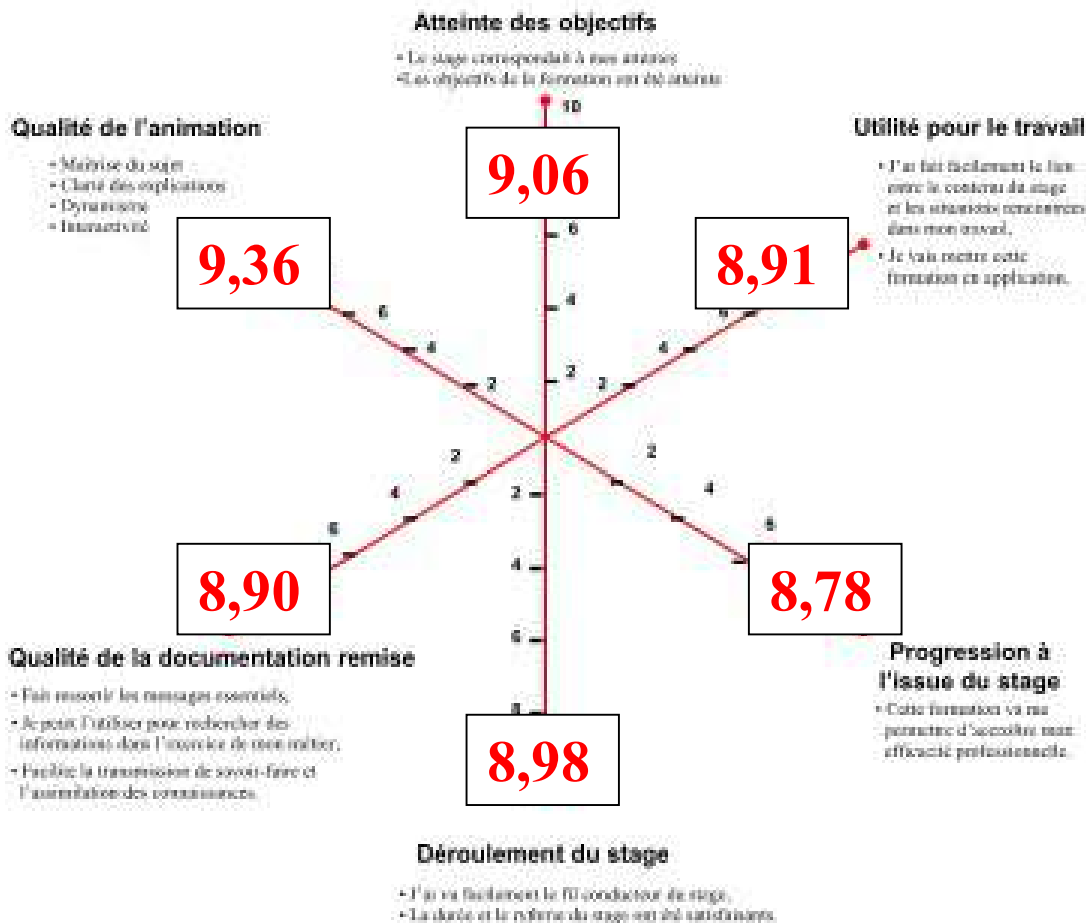 Atteinte des objectifs
• Le stage correspondait à mes attentes
•Les objectifs de la formation ont été atteints
10
Qualité de l'animation
• Maîtrise du sujet
• Clarté des explications
• Dynamisme
• Interactivité
Utilité pour le travail
• J'ai fait facilement le lien
entre le contenu du stage
et les situations rencontrées
dans mon travail.
• Je vais mettre cette
formation en application.
9,06
9,36
8,91
6
4
2
6
4
2
6
4
2
2
4
6
2
4
6
2
4
6
8
8,90
8,78
8,98
Qualité de la documentation remise
• Fait ressortir les messages essentiels,
• Je peux l'utiliser pour rechercher des
informations dans l'exercice de mon métier,
• Facilite la transmission de savoir-faire et
l'assimilation des connaissances.
Progression à
l'issue du stage
• Cette formation va me
permettre d'accroître mon
efficacité professionnelle.
Déroulement du stage
• J'ai vu facilement le fil conducteur du stage,
• La durée et le rythme du stage ont été satisfaisants.